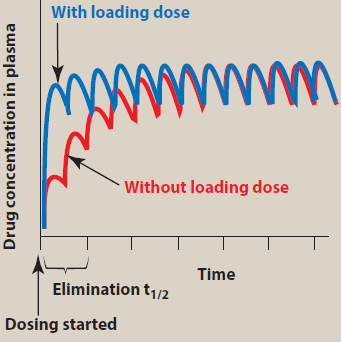 With loading dose
Drug concentration in plasma
Without loading dose
Time
Elimination t1/2
Dosing started